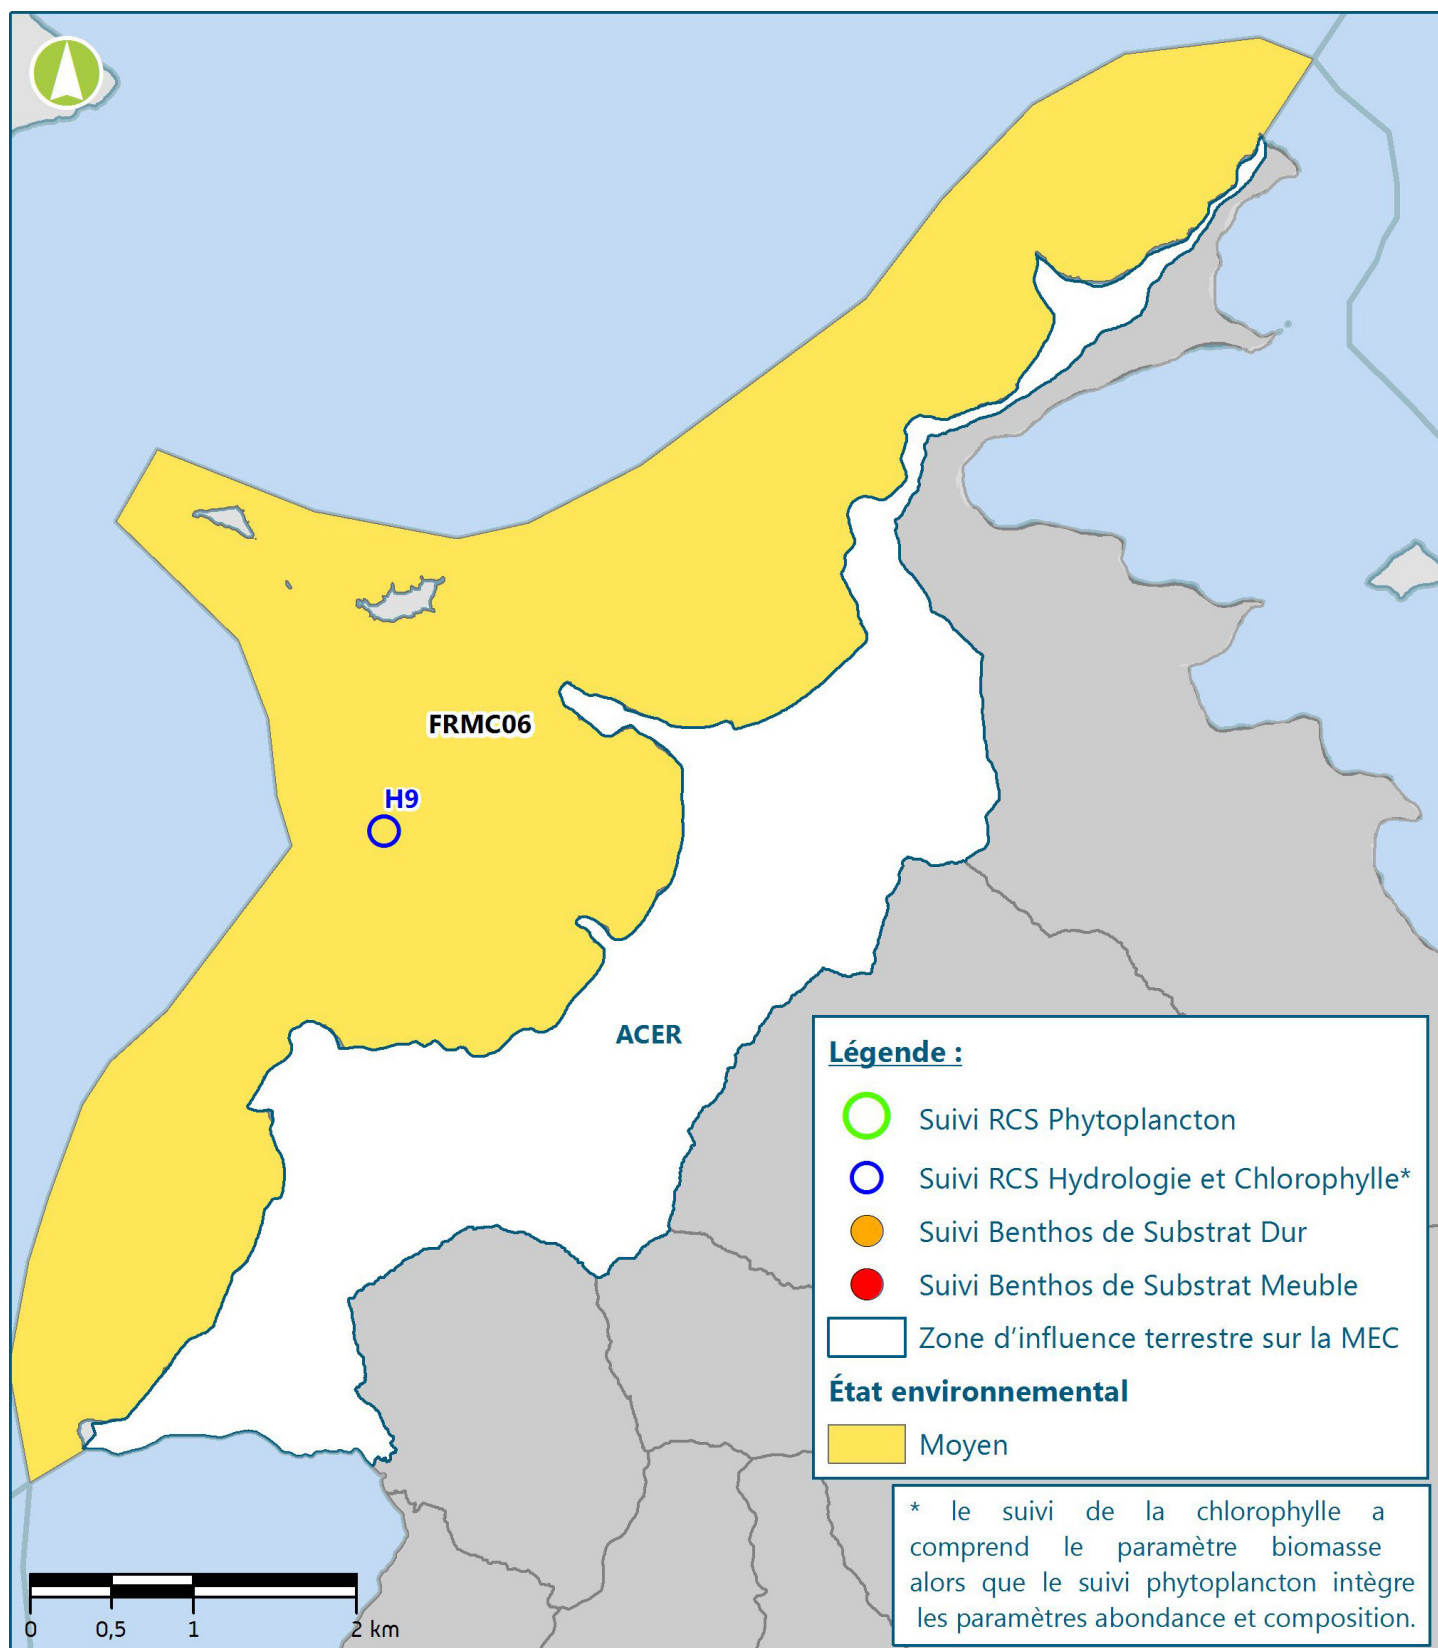 FRMC06
H9
ACER
Légende :
Suivi RCS Phytoplancton
Suivi RCS Hydrologie et Chlorophylle*
Suivi Benthos de Substrat Dur
Suivi Benthos de Substrat Meuble
Zone d'influence terrestre sur la MEC
État environnemental
Moyen
* le suivi de la chlorophylle a
comprend le paramètre biomasse
alors que le suivi phytoplancton intègre
les paramètres abondance et composition.
0 0,5 1 2 km